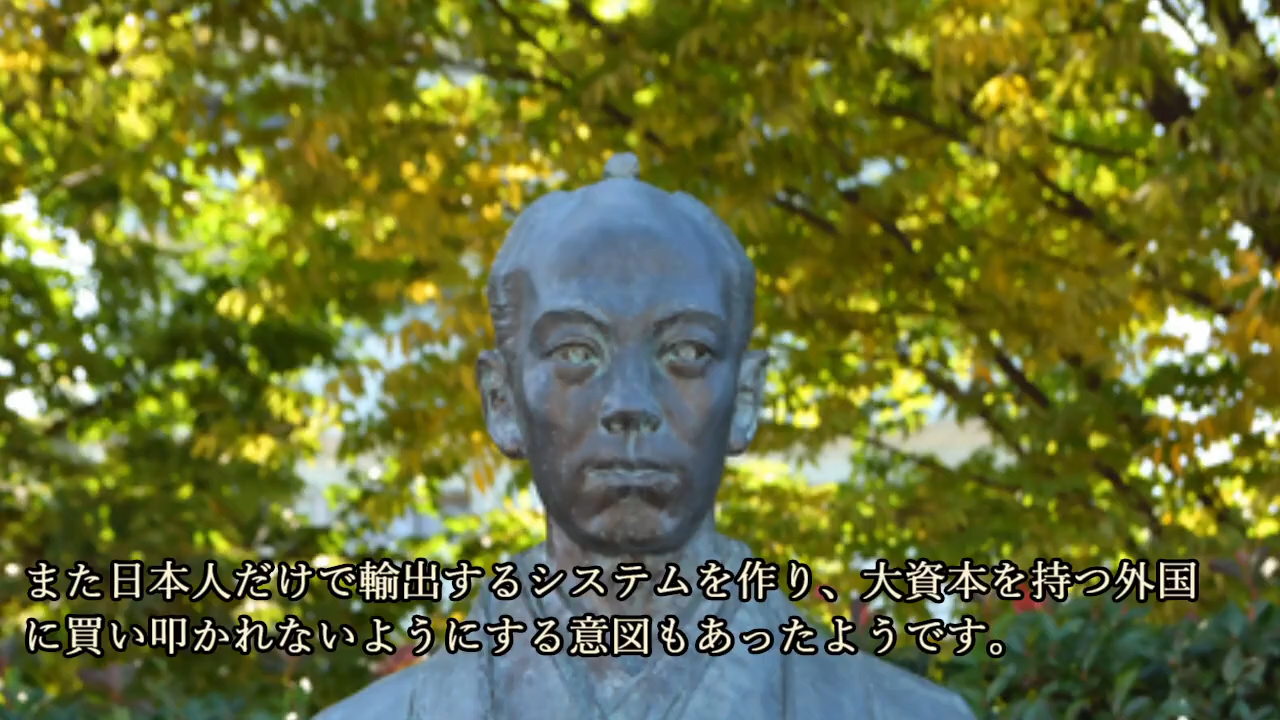 また日本人だけで輸出するシステムを作り、大資本を持つ外国
に買い叩かれないようにする意図もあったようです。